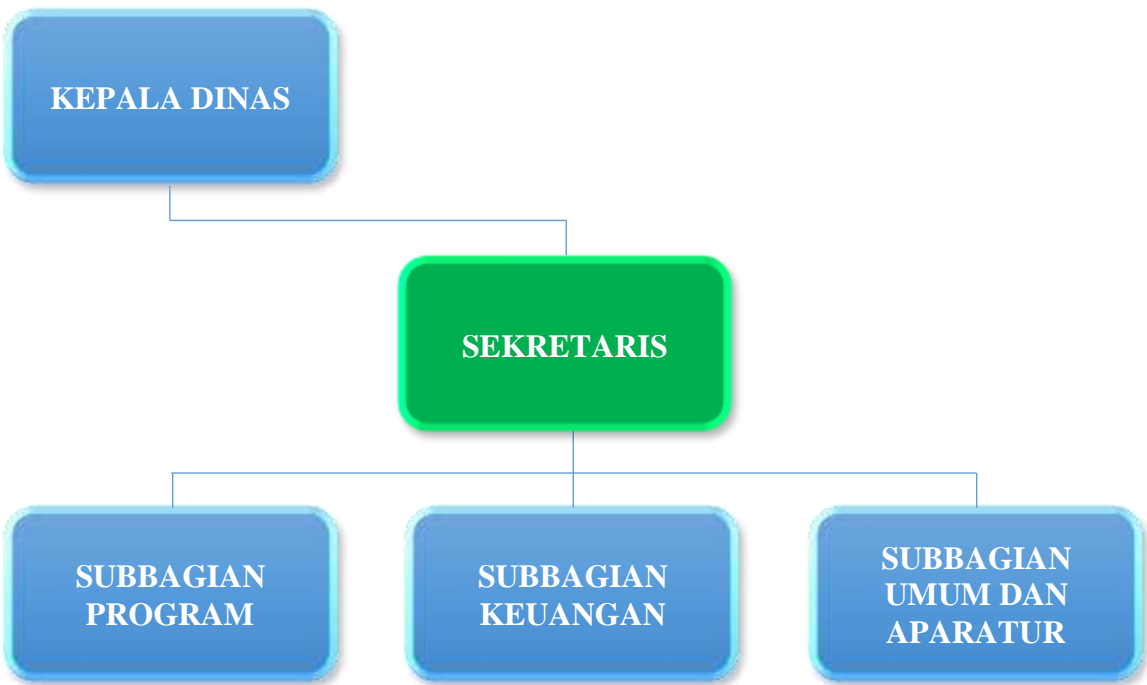 KEPALA DINAS
SEKRETARIS
SUBBAGIAN
PROGRAM
SUBBAGIAN
KEUANGAN
SUBBAGIAN
UMUM DAN
APARATUR